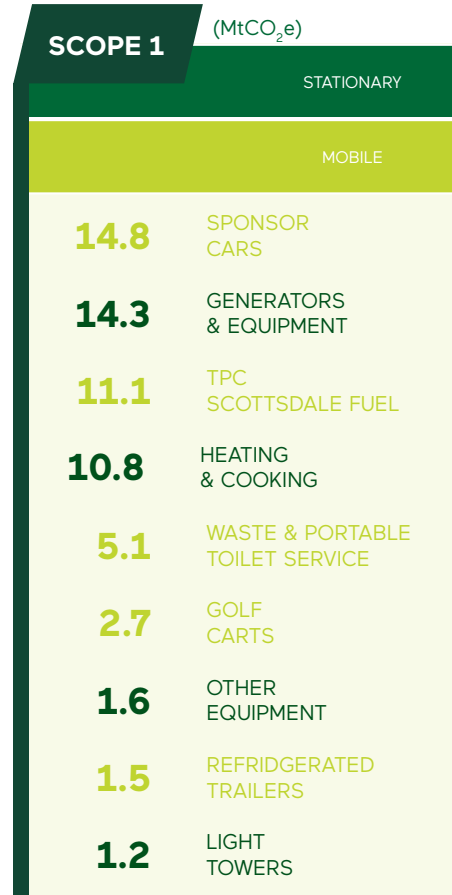 SCOPE 1
(MtCO₂e)
STATIONARY
MOBILE
14.8 SPONSOR
CARS
14.3 GENERATORS
& EQUIPMENT
11.1 TPC
SCOTTSDALE FUEL
10.8 HEATING
& COOKING
5.1 WASTE & PORTABLE
TOILET SERVICE
2.7 GOLF
CARTS
1.6 OTHER
EQUIPMENT
1.5 REFRIDGERATED
TRAILERS
1.2 LIGHT
TOWERS